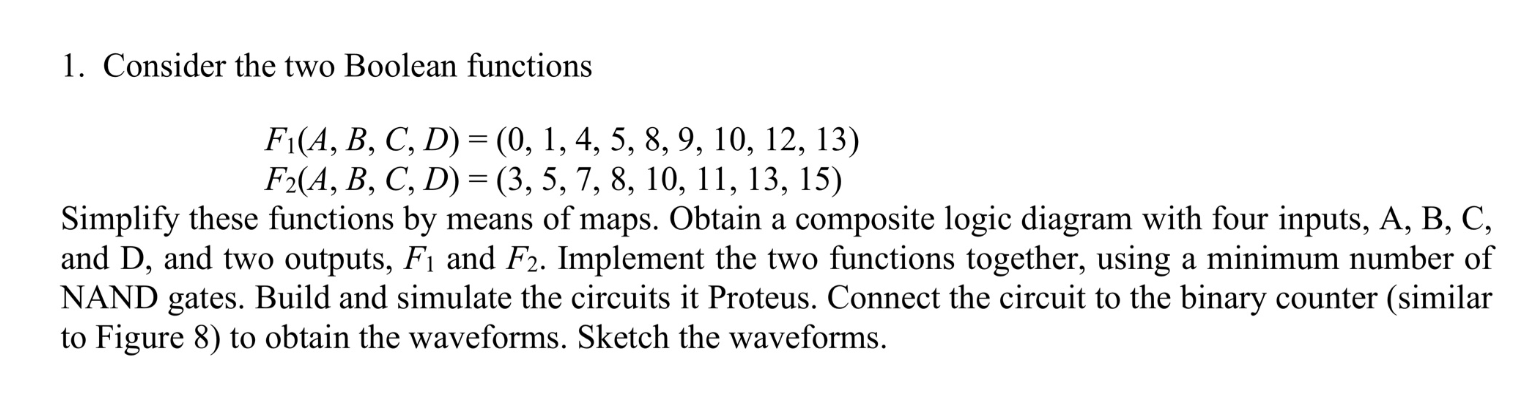 1. Consider the two Boolean functions
F₁(A, B, C, D) = (0, 1, 4, 5, 8, 9, 10, 12, 13)
F₂(A, B, C, D) = (3, 5, 7, 8, 10, 11, 13, 15)
Simplify these functions by means of maps. Obtain a composite logic diagram with four inputs, A, B, C,
and D, and two outputs, F₁ and F₂. Implement the two functions together, using a minimum number of
NAND gates. Build and simulate the circuits it Proteus. Connect the circuit to the binary counter (similar
to Figure 8) to obtain the waveforms. Sketch the waveforms.